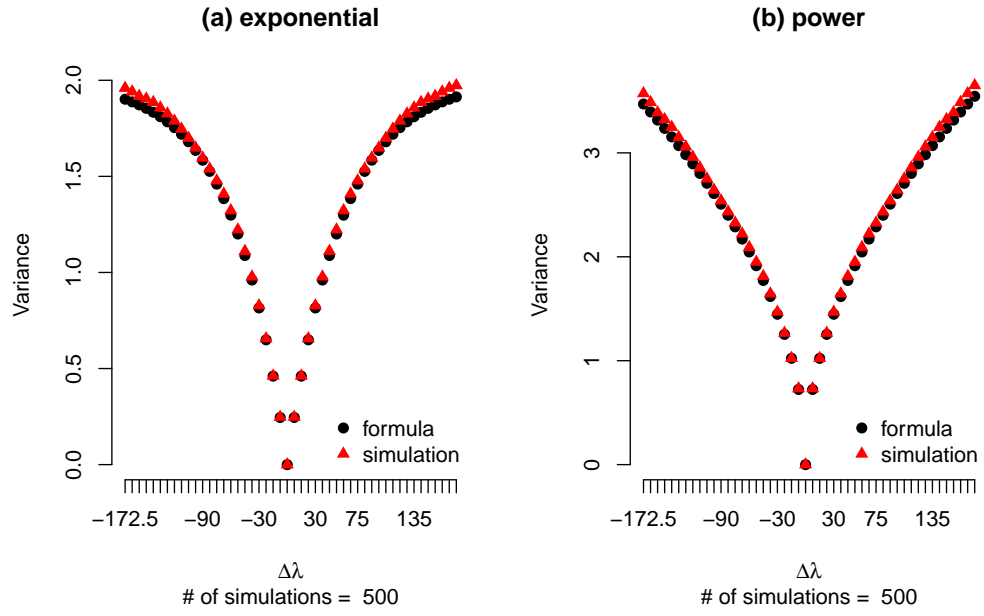 (a) exponential
Variance
0.0 0.5 1.0 1.5 2.0
formula
simulation
−172.5 −90 −30 30 75 135
Δλ
# of simulations = 500
(b) power
Variance
0 1 2 3
formula
simulation
−172.5 −90 −30 30 75 135
Δλ
# of simulations = 500